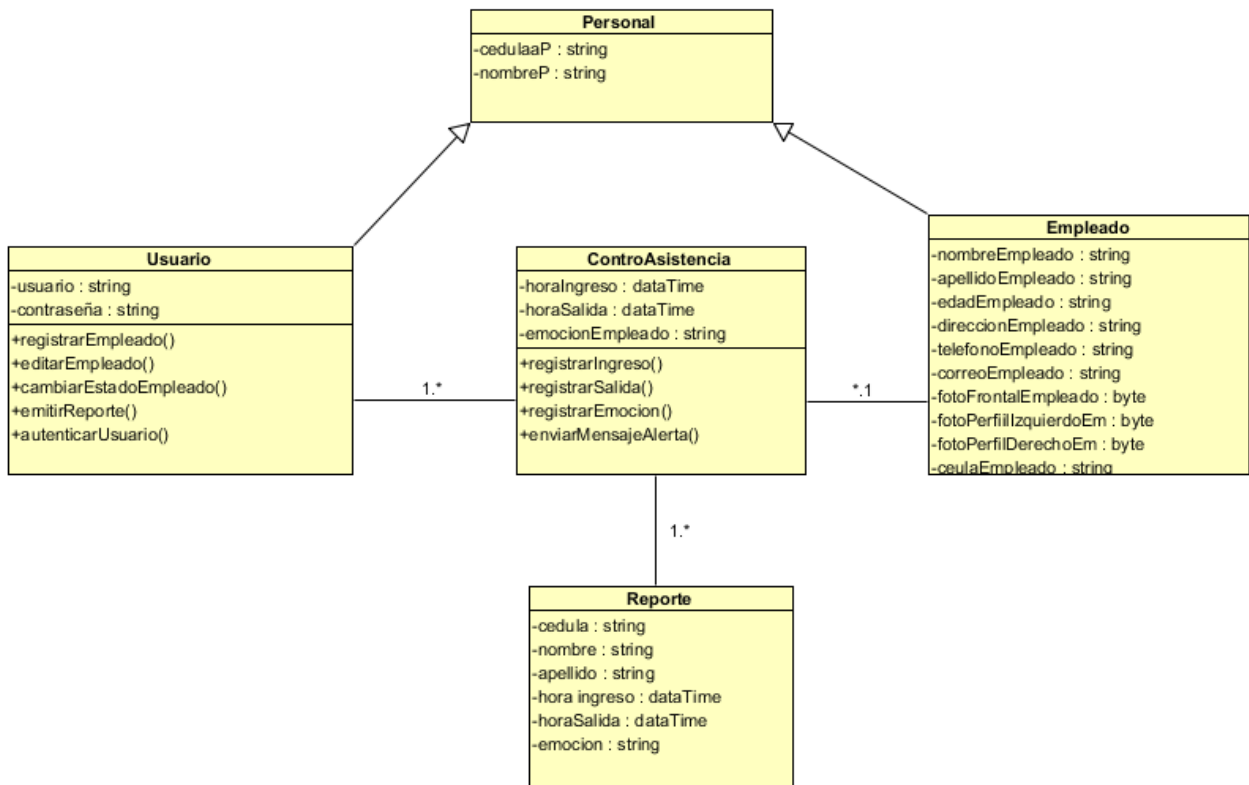 Personal
-cedulaaP : string
-nombreP : string
Usuario
-usuario : string
-contraseña : string
+registrarEmpleado()
+editarEmpleado()
+cambiarEstadoEmpleado()
+emitirReporte()
+autenticarUsuario()
1.*
ControAsistencia
-horaIngreso : dataTime
-horaSalida : dataTime
-emocionEmpleado : string
+registrarIngreso()
+registrarSalida()
+registrarEmocion()
+enviarMensajeAlerta()
*.1
Empleado
-nombreEmpleado : string
-apellidoEmpleado : string
-edadEmpleado : string
-direccionEmpleado : string
-telefonoEmpleado : string
-correoEmpleado : string
-fotoFrontalEmpleado : byte
-fotoPerfiilIzquierdoEm : byte
-fotoPerfilDerechoEm : byte
-ceulaEmpleado : string
1.*
Reporte
-cedula : string
-nombre : string
-apellido : string
-hora ingreso : dataTime
-horaSalida : dataTime
-emocion : string